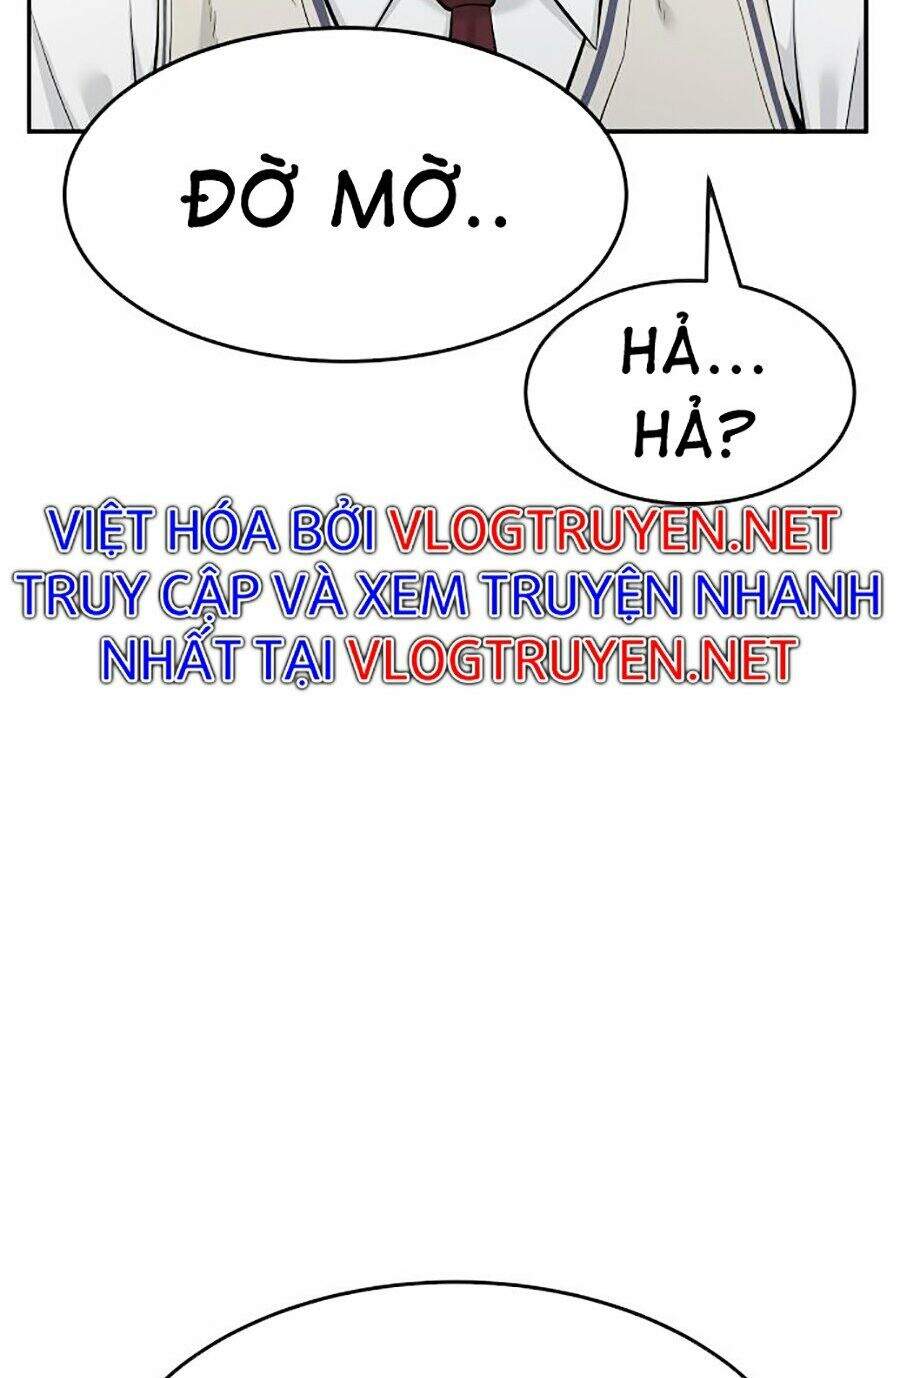 ĐỜ MỜ..
HẢ...
HẢ?
VIỆT HÓA BỞI VLOGTRUYEN.NET
TRUY CẬP VÀ XEM TRUYỆN NHANH
NHẤT TẠI VLOGTRUYEN.NET